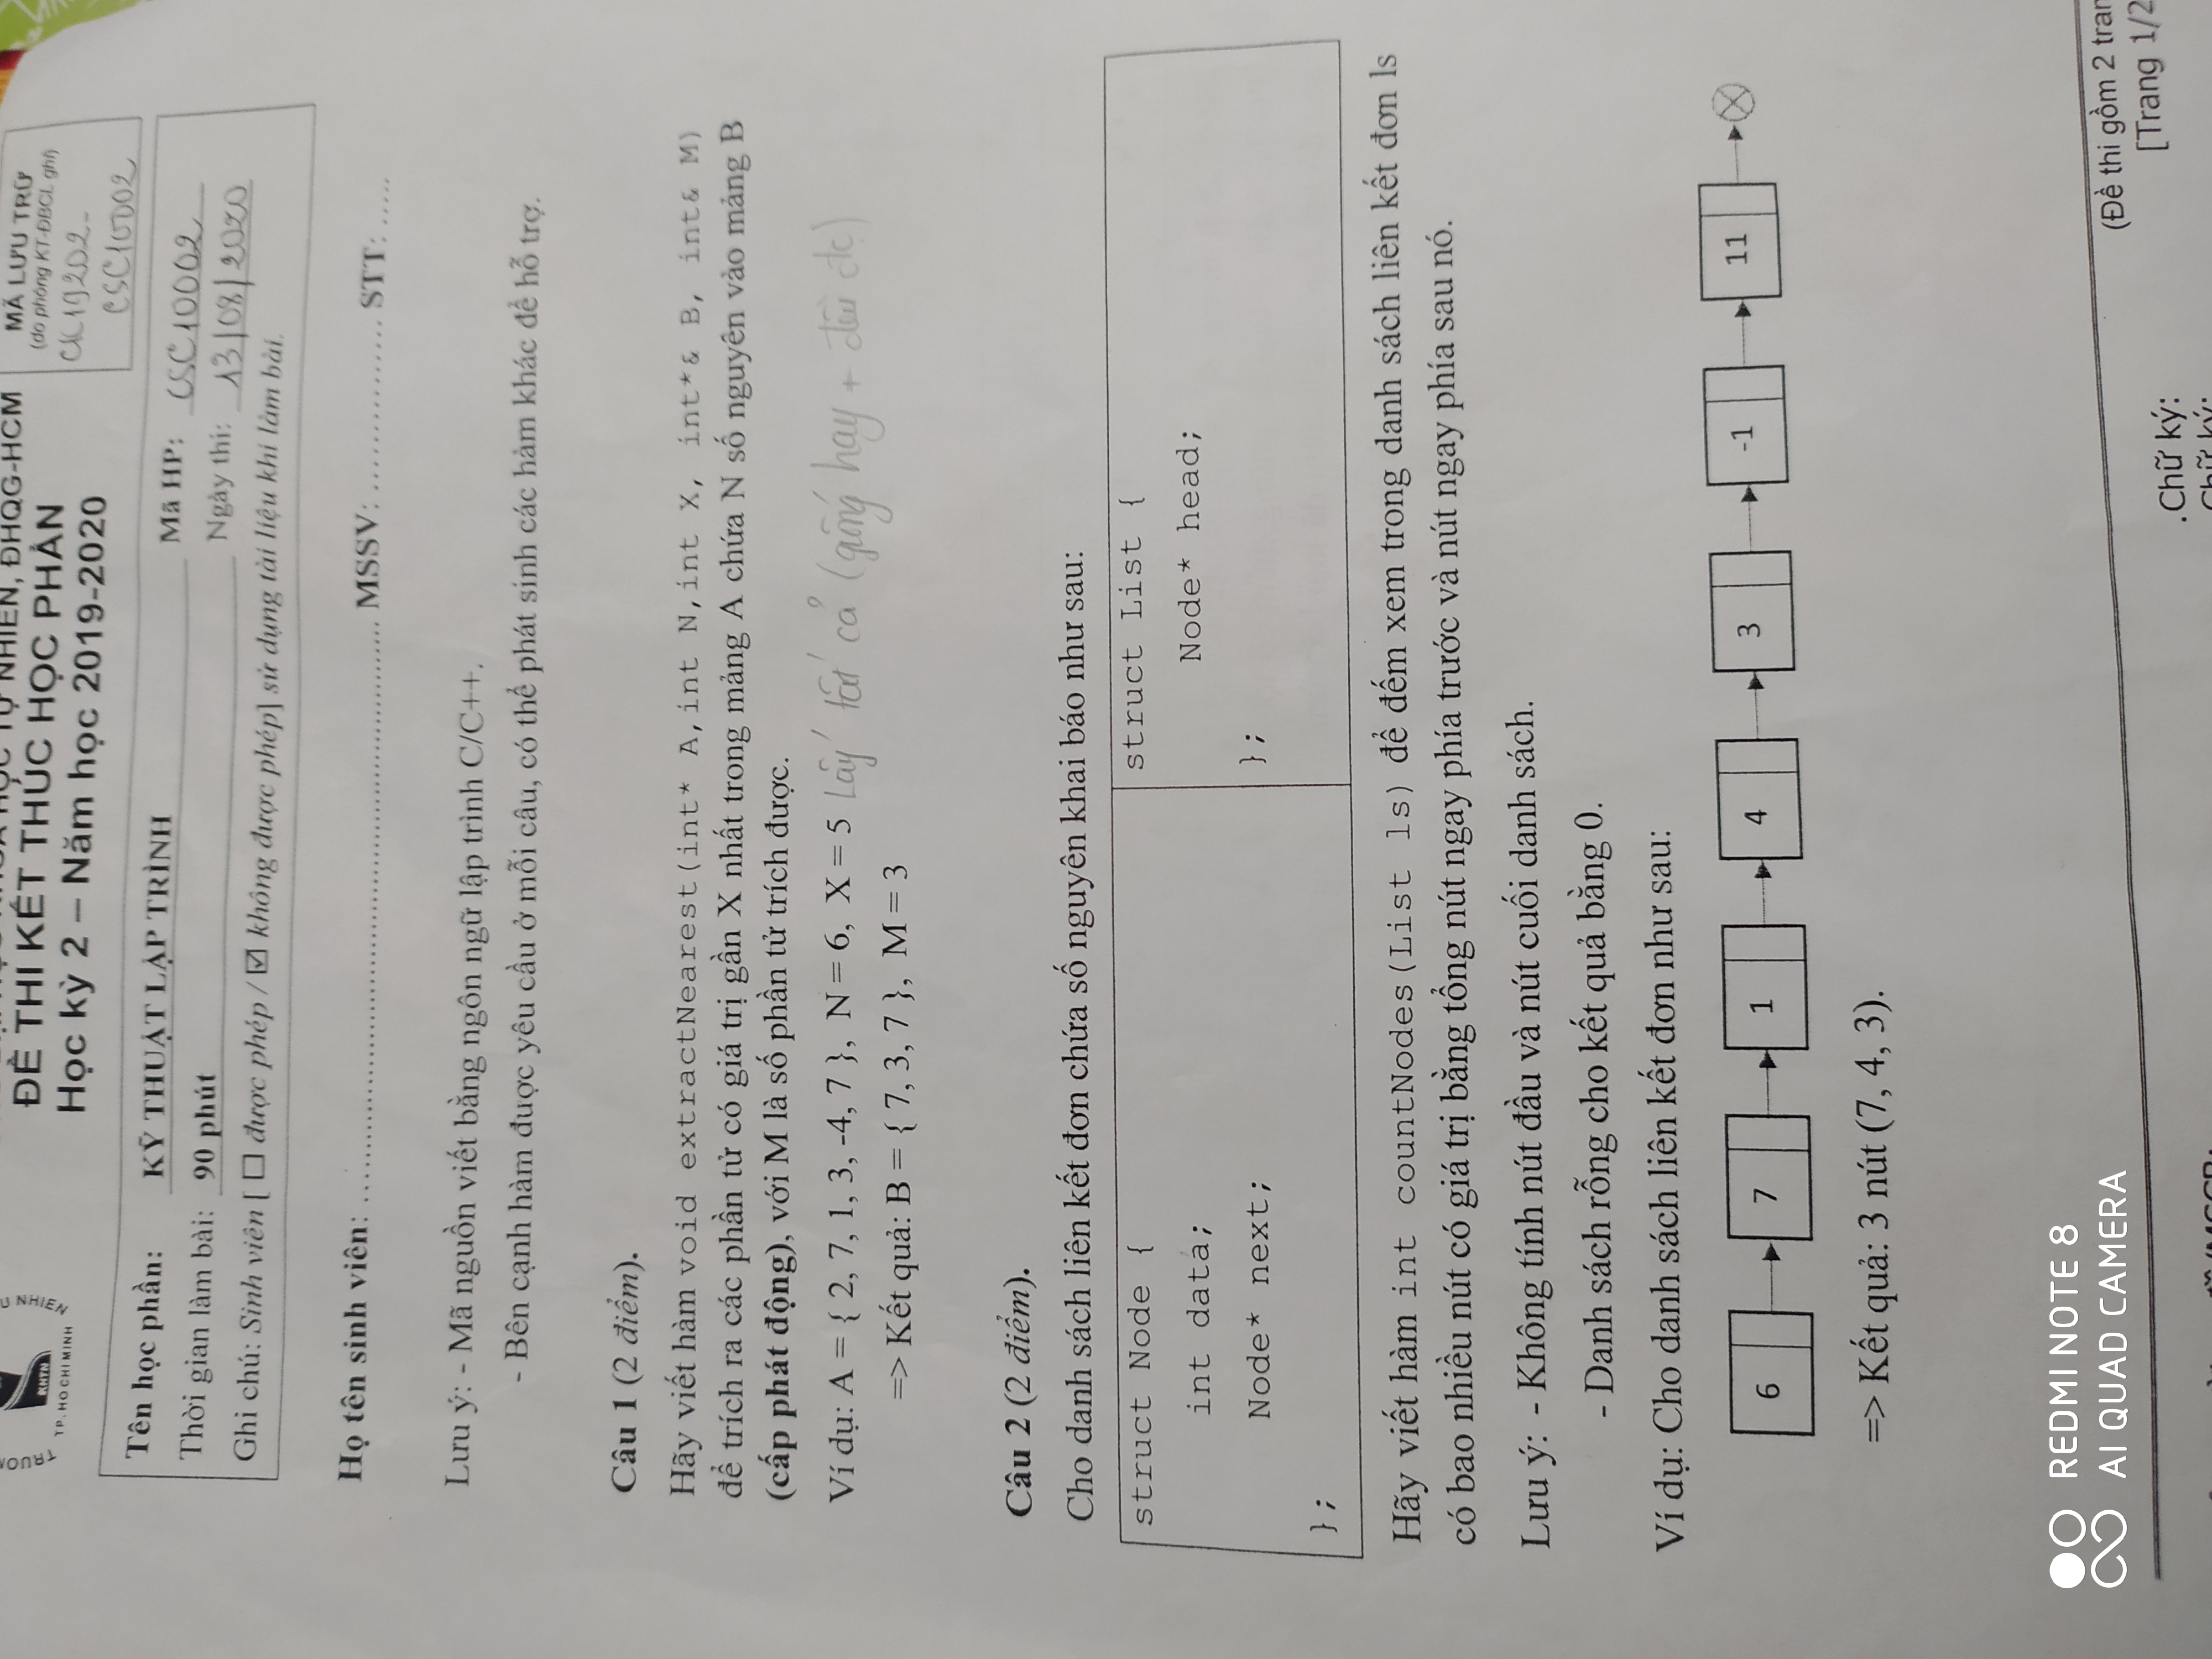 TP. HO CHI MINH
KHTN
NHIEN
TỰ NHIÊN, ĐHQG-HCM
ĐỀ THI KẾT THÚC HỌC PHẦN
Học kỳ 2 – Năm học 2019-2020
MÃ LƯU TRỮ
(do phòng KT-ĐBCL ghi)
CK19202-
CSC10002
Tên học phần: KỸ THUẬT LẬP TRÌNH Mã HP: CSC10002
Thời gian làm bài: 90 phút Ngày thi: 13/08/2020
Ghi chú: Sinh viên [ ☐ được phép / ☑ không được phép] sử dụng tài liệu khi làm bài.
Họ tên sinh viên: .......................................................................... MSSV: ................ STT: .....
Lưu ý: - Mã nguồn viết bằng ngôn ngữ lập trình C/C++.
- Bên cạnh hàm được yêu cầu ở mỗi câu, có thể phát sinh các hàm khác để hỗ trợ.
Câu 1 (2 điểm).
Hãy viết hàm void extractNearest(int* A,int N,int X, int*& B, int& M)
để trích ra các phần tử có giá trị gần X nhất trong mảng A chứa N số nguyên vào mảng B
(cấp phát động), với M là số phần tử trích được.
Ví dụ: A = { 2, 7, 1, 3, -4, 7 }, N = 6, X = 5 Lấy tất cả (giống hay + đều đc)
=> Kết quả: B = { 7, 3, 7 }, M = 3
Câu 2 (2 điểm).
Cho danh sách liên kết đơn chứa số nguyên khai báo như sau:
struct Node {
int data;
Node* next;
};
struct List {
Node* head;
};
Hãy viết hàm int countNodes(List ls) để đếm xem trong danh sách liên kết đơn ls
có bao nhiều nút có giá trị bằng tổng nút ngay phía trước và nút ngay phía sau nó.
Lưu ý: - Không tính nút đầu và nút cuối danh sách.
- Danh sách rỗng cho kết quả bằng 0.
Ví dụ: Cho danh sách liên kết đơn như sau:
6 7 1 4 3 -1 11
=> Kết quả: 3 nút (7, 4, 3).
REDMI NOTE 8
AI QUAD CAMERA
(Đề thi gồm 2 tran
[Trang 1/2
.Chữ ký:
Chữ ký: